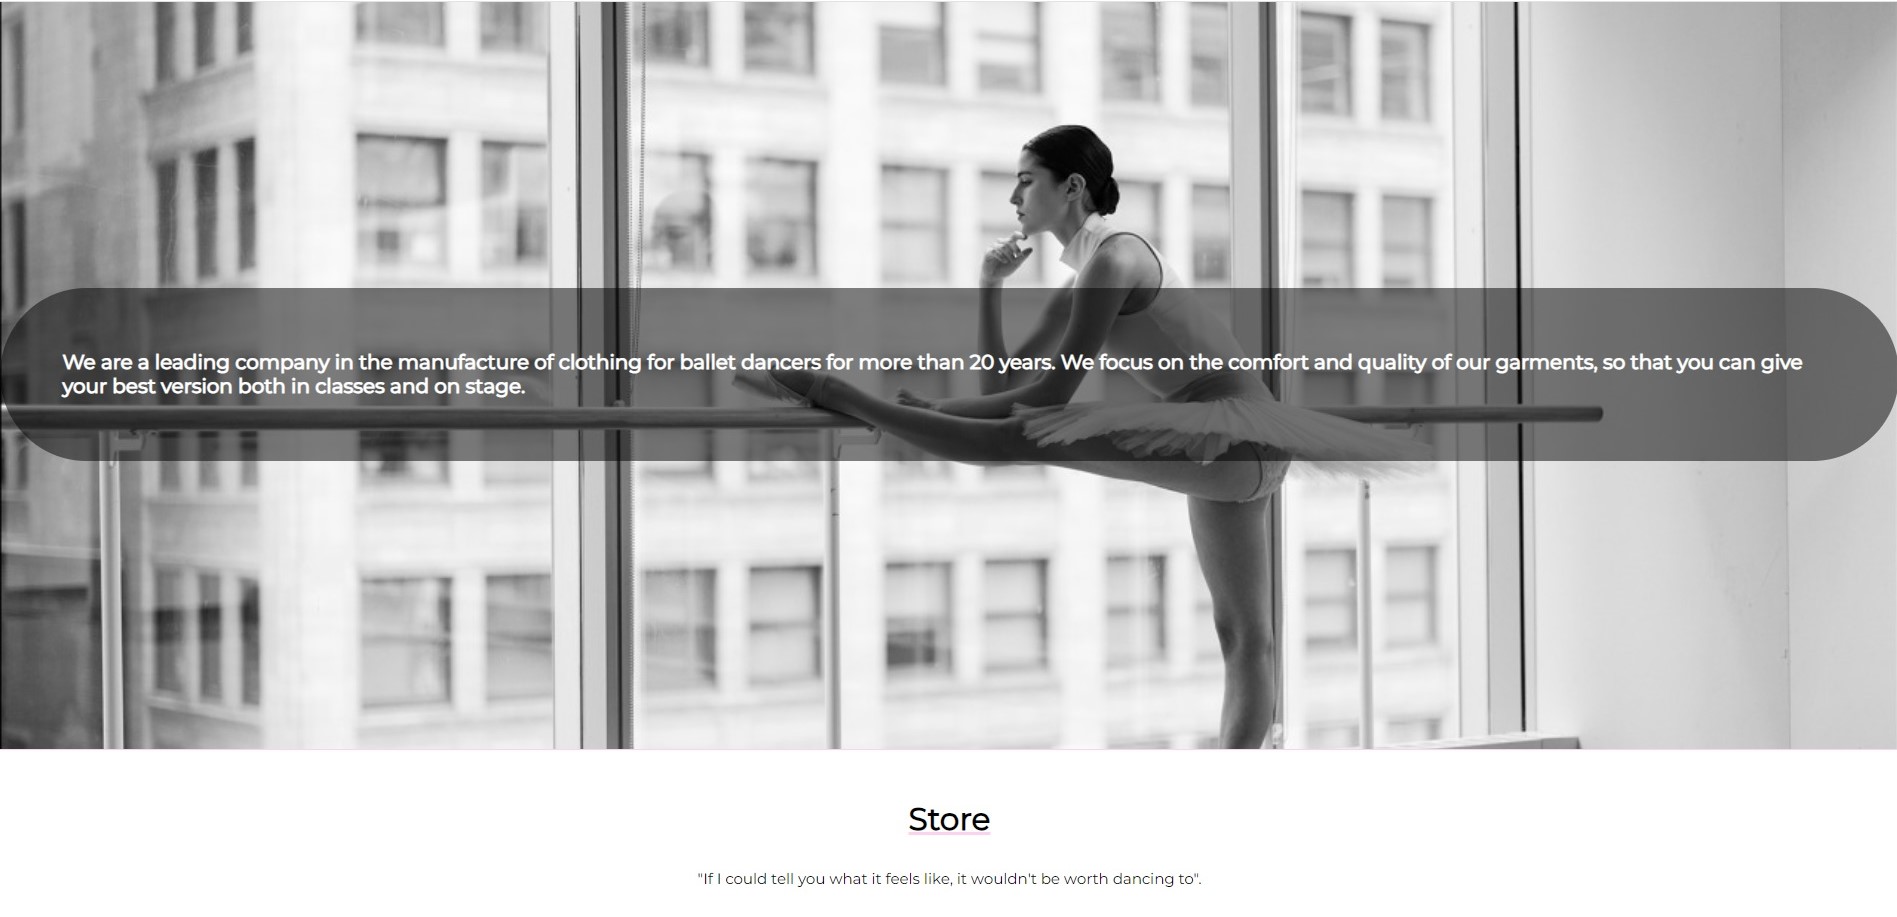 We are a leading company in the manufacture of clothing for ballet dancers for more than 20 years. We focus on the comfort and quality of our garments, so that you can give
your best version both in classes and on stage.
Store
"If I could tell you what it feels like, it wouldn't be worth dancing to".